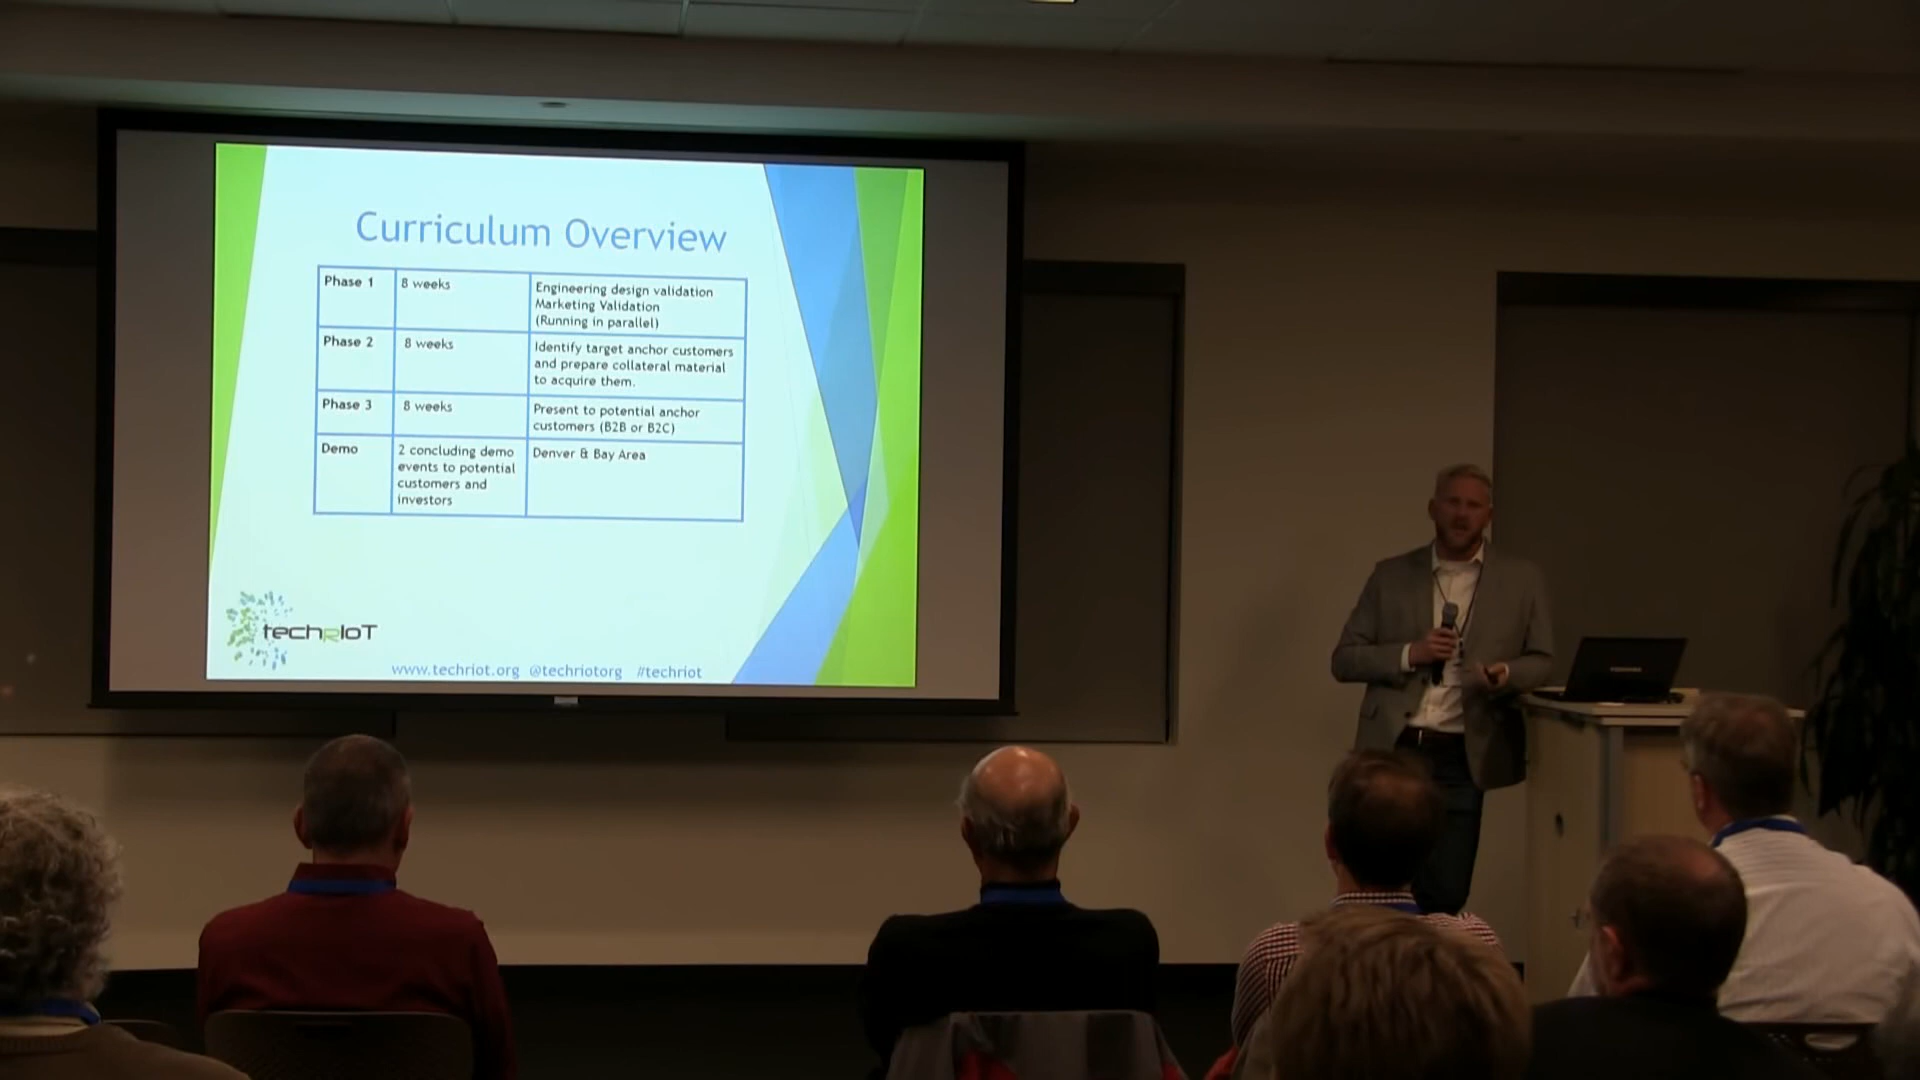 Curriculum Overview
Phase 1
8 weeks
Engineering design validation
Marketing Validation
(Running in parallel)
Phase 2
8 weeks
Identify target anchor customers
and prepare collateral material
to acquire them.
Phase 3
8 weeks
Present to potential anchor
customers (B2B or B2C)
Demo
2 concluding demo
events to potential
customers and
investors
Denver & Bay Area
techRIoT
www.techriot.org @techriotorg #techriot
TOSHIBA